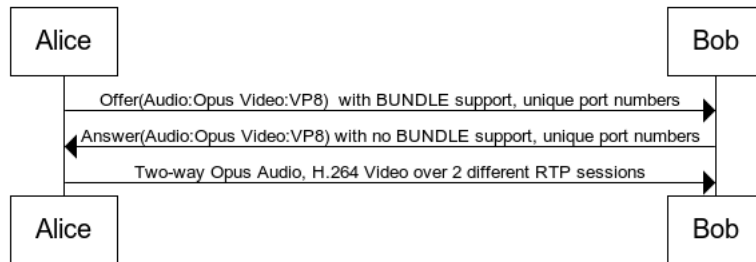 Alice Bob
Offer(Audio:Opus Video:VP8) with BUNDLE support, unique port numbers
Answer(Audio:Opus Video:VP8) with no BUNDLE support, unique port numbers
Two-way Opus Audio, H.264 Video over 2 different RTP sessions
Alice Bob